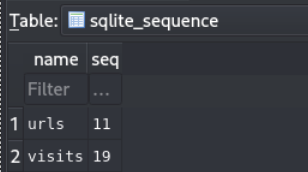 Table: sqlite_sequence
name seq
Filter ...
1 urls 11
2 visits 19